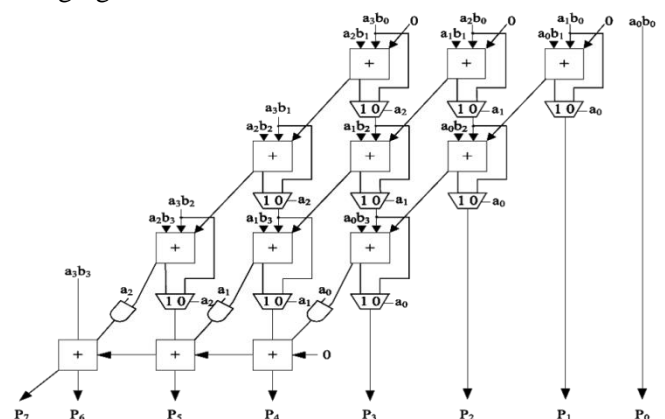 a₃b₀ 0 a₂b₀ 0 a₁b₀ 0 a₀b₀
a₂b₁ a₁b₁ a₀b₁
+ + +
1 0 a₂ 1 0 a₁ 1 0 a₀
a₃b₁
a₂b₂ a₁b₂ a₀b₂
+ + +
1 0 a₂ 1 0 a₁ 1 0 a₀
a₃b₂
a₂b₃ a₁b₃ a₀b₃
+ + +
a₃b₃
a₂ a₁ a₀
1 0 a₂ 1 0 a₁ 1 0 a₀
+ + + 0
P₇ P₆ P₅ P₄ P₃ P₂ P₁ P₀